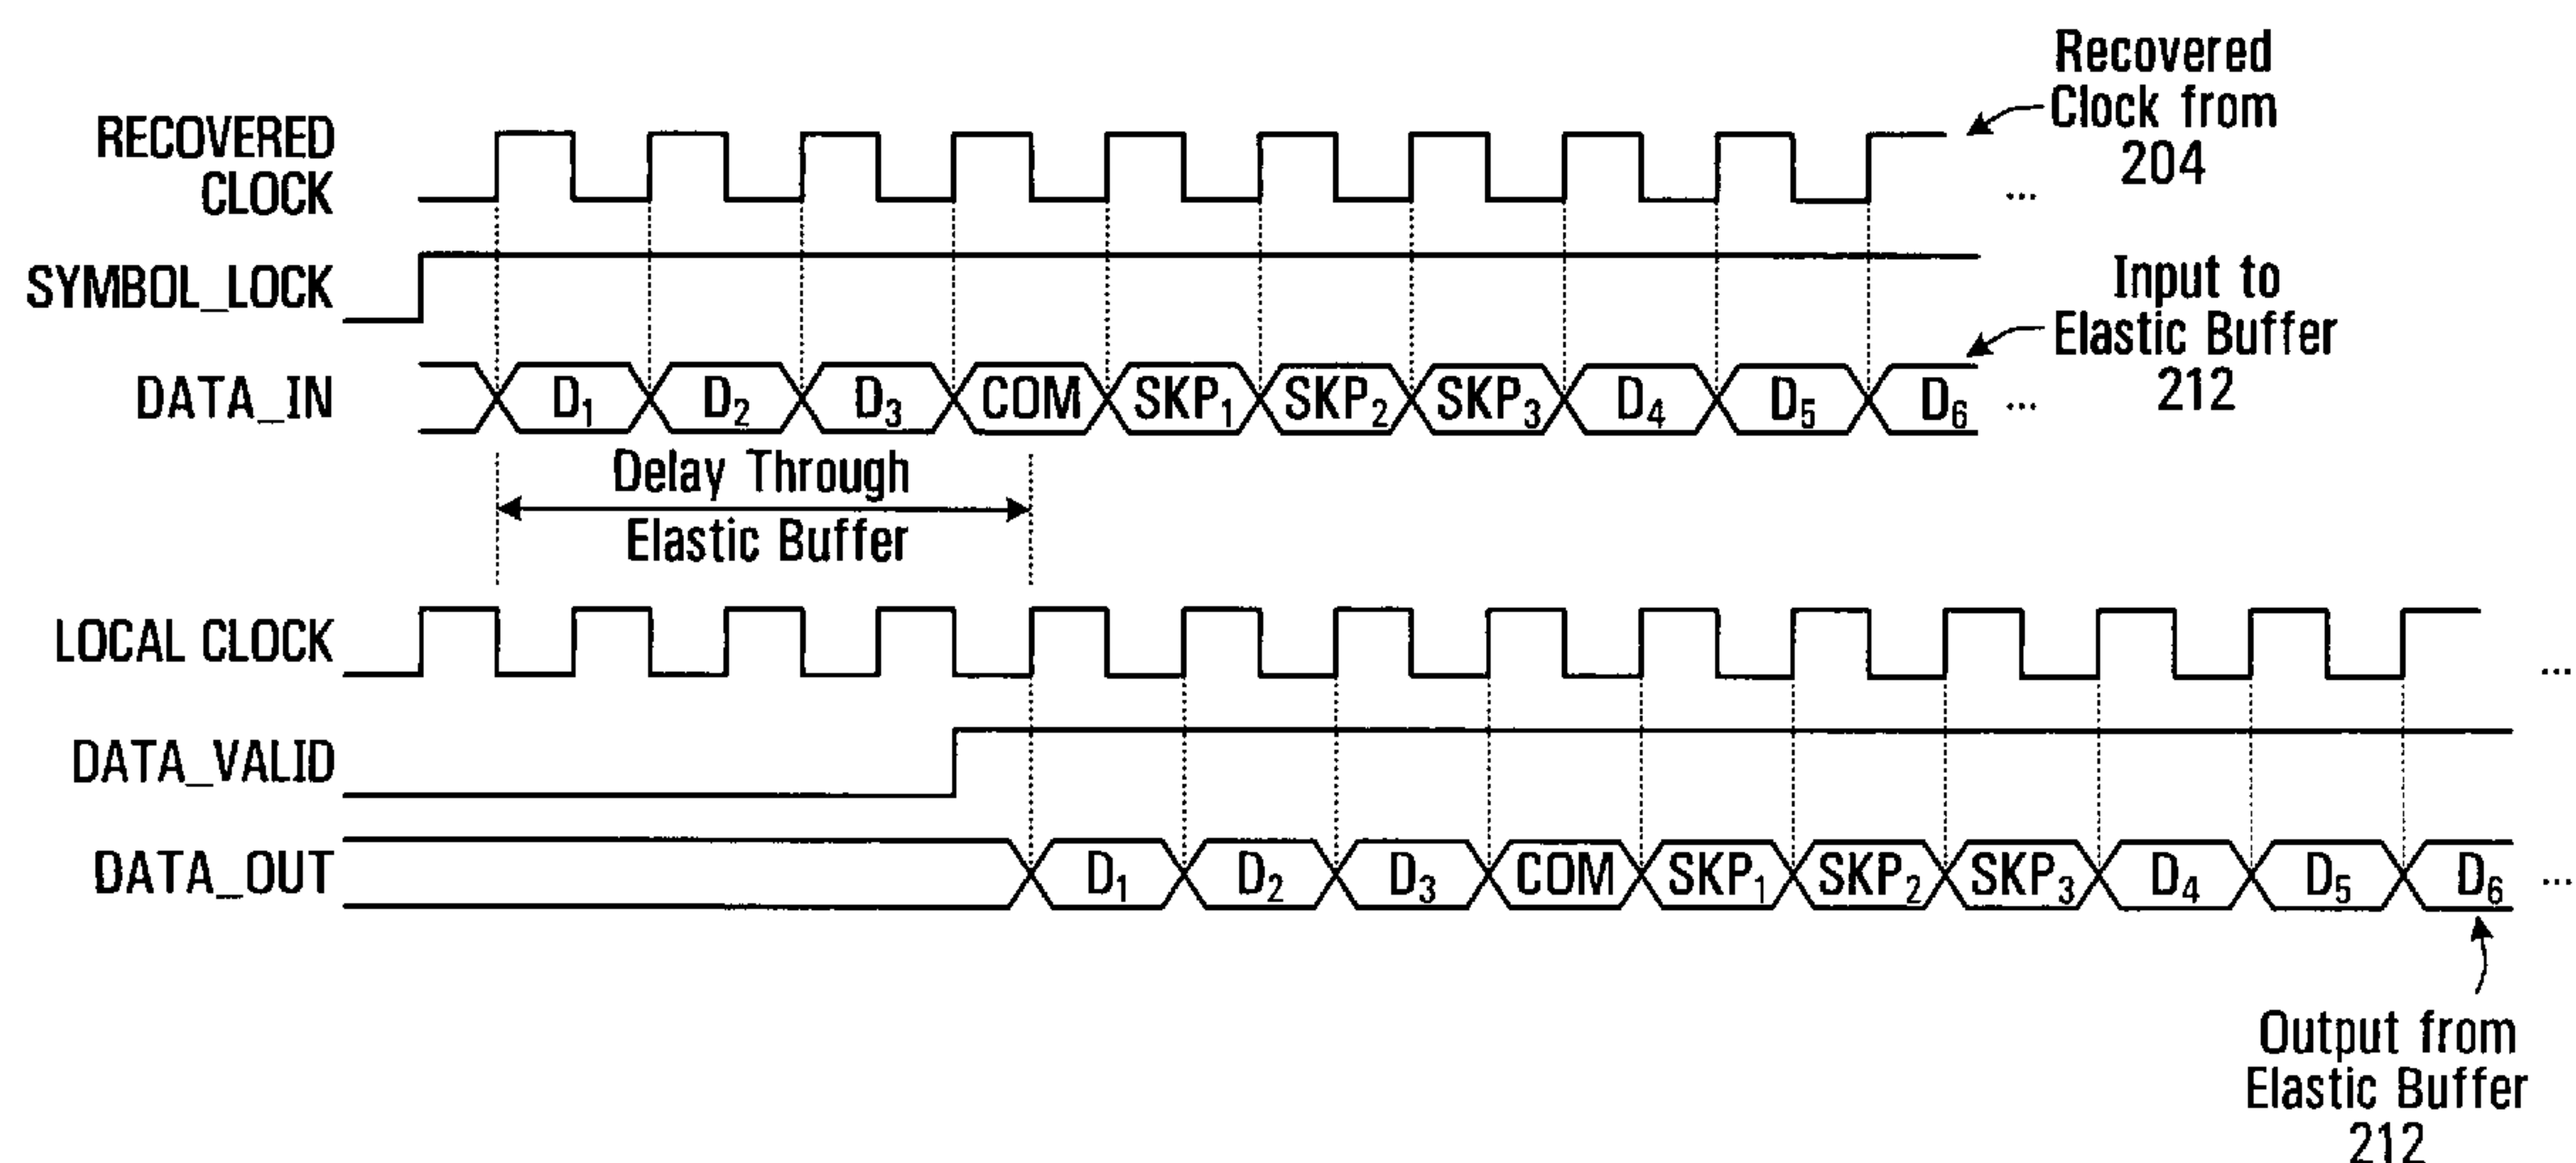 Recovered
Clock from
204
RECOVERED
CLOCK
...
SYMBOL_LOCK
Input to
Elastic Buffer
212
DATA_IN D₁ D₂ D₃ COM SKP₁ SKP₂ SKP₃ D₄ D₅ D₆ ...
Delay Through
Elastic Buffer
LOCAL CLOCK ...
DATA_VALID
DATA_OUT D₁ D₂ D₃ COM SKP₁ SKP₂ SKP₃ D₄ D₅ D₆ ...
Output from
Elastic Buffer
212